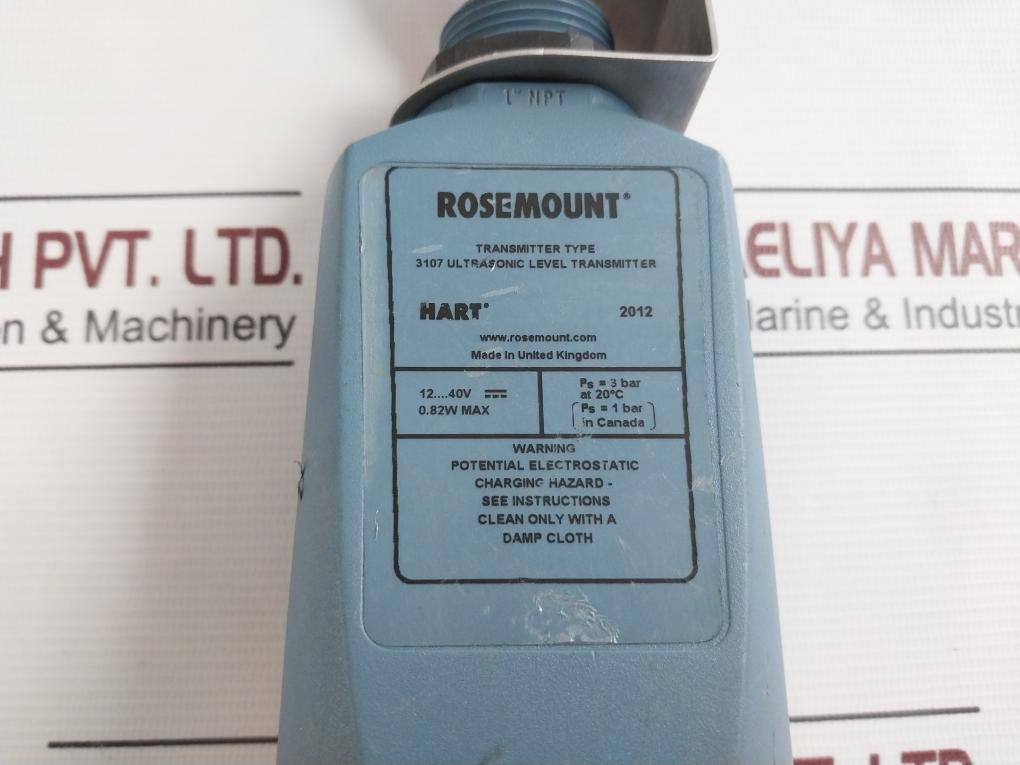 1" NPT
ROSEMOUNT®
TRANSMITTER TYPE
3107 ULTRASONIC LEVEL TRANSMITTER
HART® 2012
www.rosemount.com
Made in United Kingdom
12....40V
0.82W MAX
Ps = 3 bar
at 20°C
Ps = 1 bar
in Canada
WARNING
POTENTIAL ELECTROSTATIC
CHARGING HAZARD -
SEE INSTRUCTIONS
CLEAN ONLY WITH A
DAMP CLOTH
H PVT. LTD.
n & Machinery
AELIYA MAR
Marine & Industr